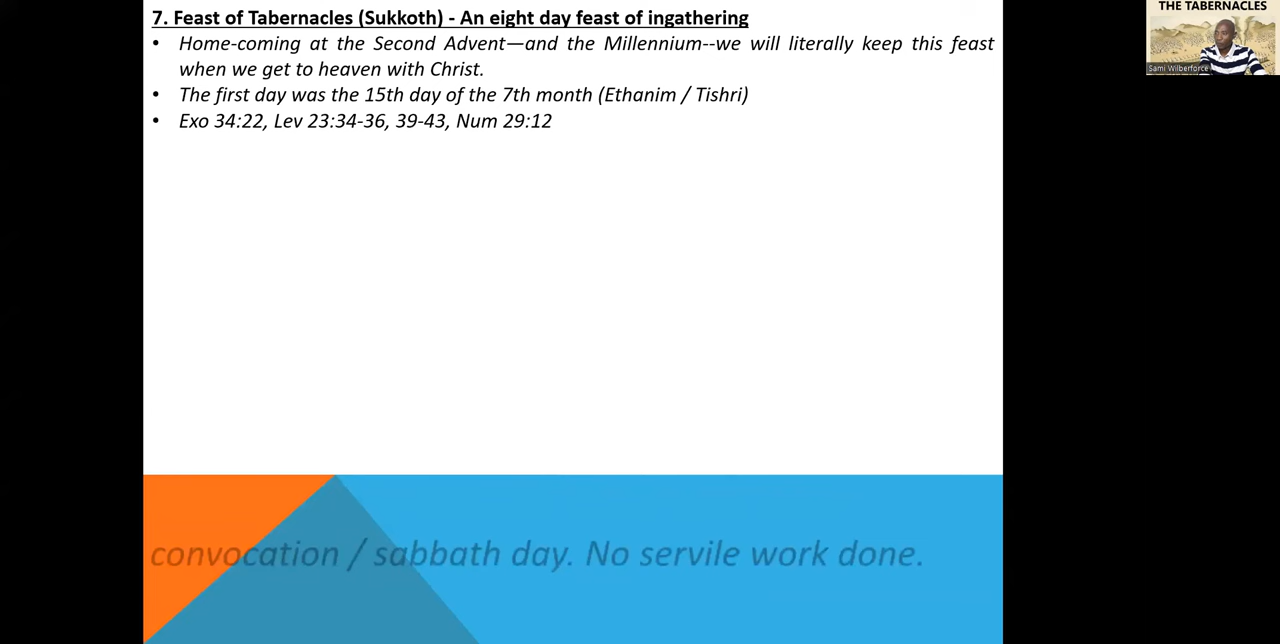 7. Feast of Tabernacles (Sukkoth) - An eight day feast of ingathering
• Home-coming at the Second Advent—and the Millennium--we will literally keep this feast
when we get to heaven with Christ.
• The first day was the 15th day of the 7th month (Ethanim / Tishri)
• Exo 34:22, Lev 23:34-36, 39-43, Num 29:12
convocation / sabbath day. No servile work done.
THE TABERNACLES
Sami Wilberforce